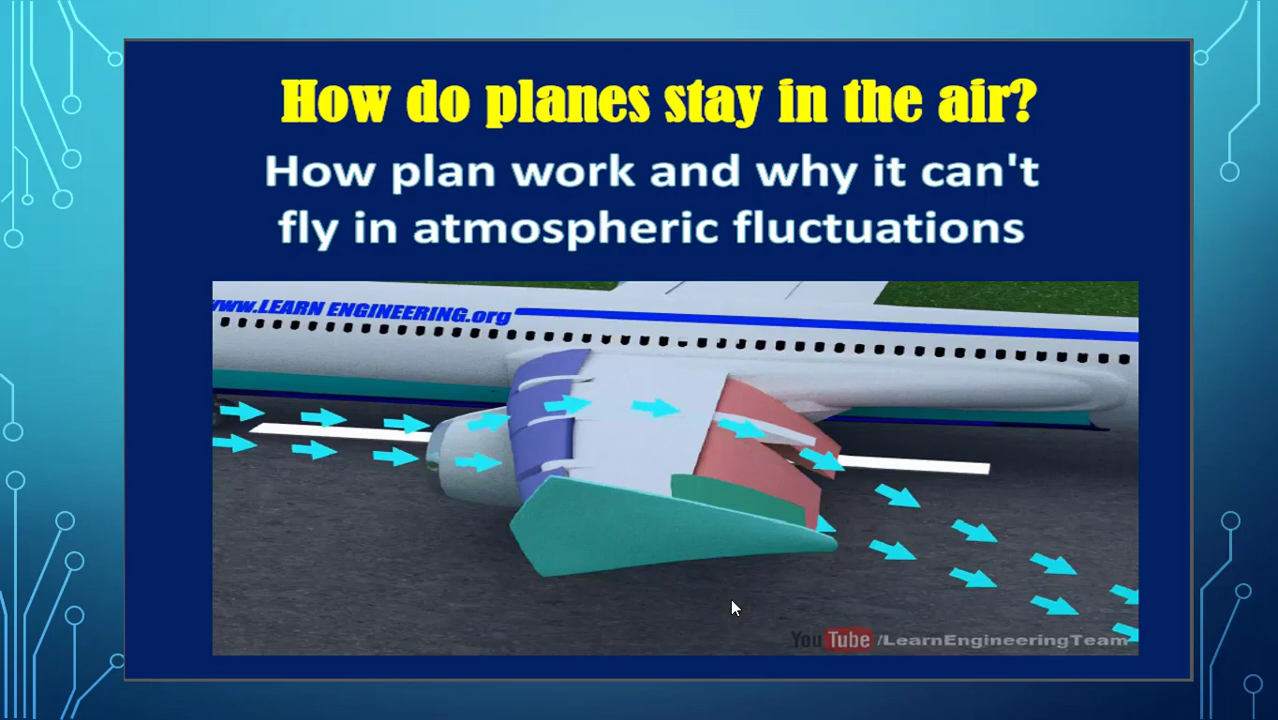 How do planes stay in the air?
How plan work and why it can't
fly in atmospheric fluctuations
www.LEARN ENGINEERING.org
YouTube /LearnEngineeringTeam